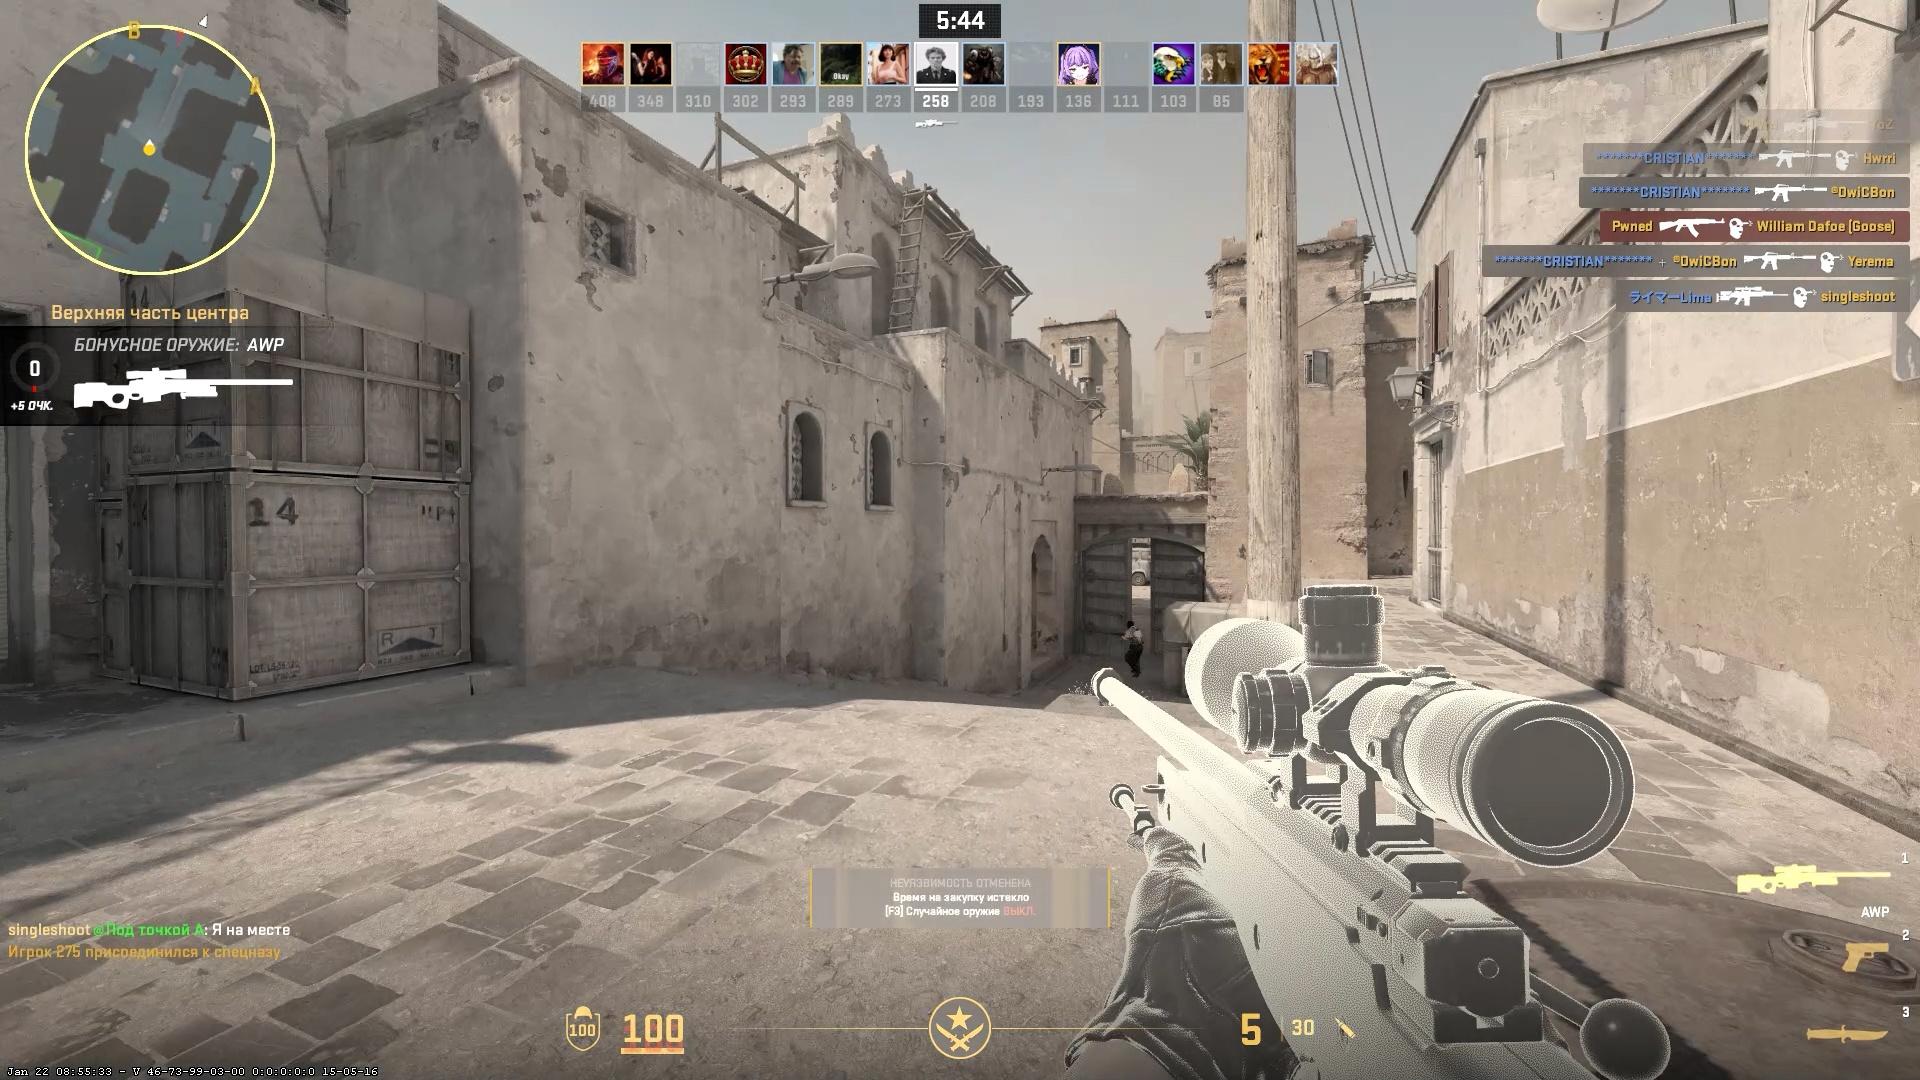 5:44
B
A
Okay
408 348 310 302 293 289 273 258 208 193 136 111 103 85
*******CRISTIAN******* Hwrri
*******CRISTIAN******* ®OwiCBon
Pwned William Dafoe (Goose)
*******CRISTIAN******* + ®OwiCBon Yerema
ライマーLima singleshoot
Верхняя часть центра
БОНУСНОЕ ОРУЖИЕ: AWP
0
+5 ОЧК.
14
14
R T
R T
НЕУЯЗВИМОСТЬ ОТМЕНЕНА
Время на закупку истекло
[F3] Случайное оружие ВЫКЛ.
singleshoot@Под точкой A: Я на месте
Игрок 275 присоединился к спецназу
1
AWP
2
3
100 100
5 30
Jan 22 08:55:33 - V 46-73-99-03-00 0:0:0:0:0 15-05-16